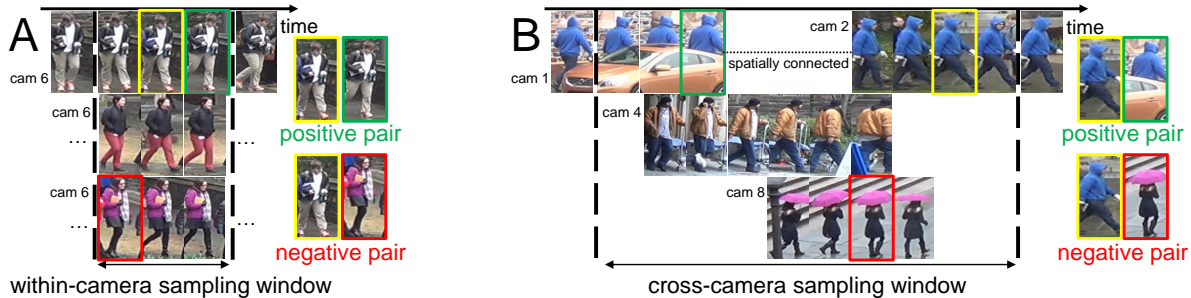 A
time
cam 6
cam 6
...
...
cam 6
...
...
positive pair
negative pair
within-camera sampling window
B
time
cam 2
cam 1
spatially connected
cam 4
cam 8
positive pair
negative pair
cross-camera sampling window